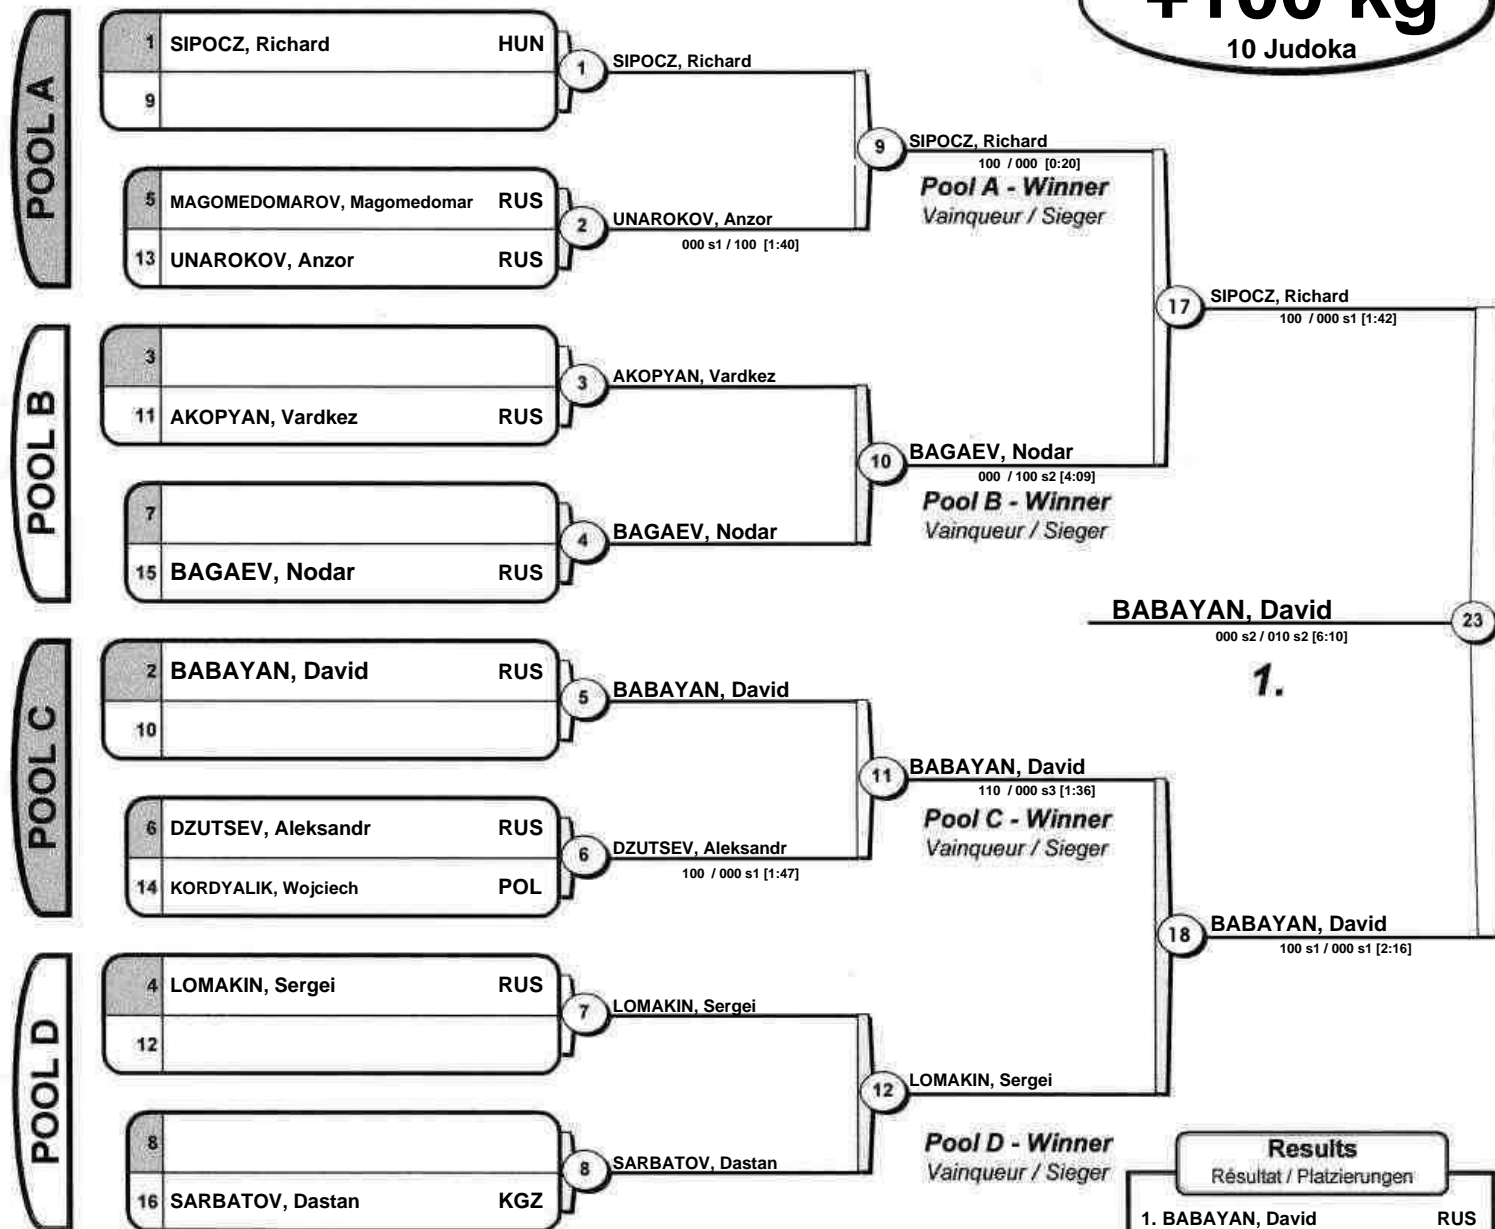 +100 kg
10 Judoka
POOL A
1 SIPOCZ, Richard HUN
9
5 MAGOMEDOMAROV, Magomedomar RUS
13 UNAROKOV, Anzor RUS
1 SIPOCZ, Richard
2 UNAROKOV, Anzor
000 s1 / 100 [1:40]
9 SIPOCZ, Richard
100 / 000 [0:20]
Pool A - Winner
Vainqueur / Sieger
POOL B
3
11 AKOPYAN, Vardkez RUS
7
15 BAGAEV, Nodar RUS
3 AKOPYAN, Vardkez
4 BAGAEV, Nodar
10 BAGAEV, Nodar
000 / 100 s2 [4:09]
Pool B - Winner
Vainqueur / Sieger
17 SIPOCZ, Richard
100 / 000 s1 [1:42]
BABAYAN, David 23
000 s2 / 010 s2 [6:10]
1.
POOL C
2 BABAYAN, David RUS
10
6 DZUTSEV, Aleksandr RUS
14 KORDYALIK, Wojciech POL
5 BABAYAN, David
6 DZUTSEV, Aleksandr
100 / 000 s1 [1:47]
11 BABAYAN, David
110 / 000 s3 [1:36]
Pool C - Winner
Vainqueur / Sieger
18 BABAYAN, David
100 s1 / 000 s1 [2:16]
POOL D
4 LOMAKIN, Sergei RUS
12
8
16 SARBATOV, Dastan KGZ
7 LOMAKIN, Sergei
8 SARBATOV, Dastan
12 LOMAKIN, Sergei
Pool D - Winner
Vainqueur / Sieger
Results
Résultat / Platzierungen
1. BABAYAN, David RUS